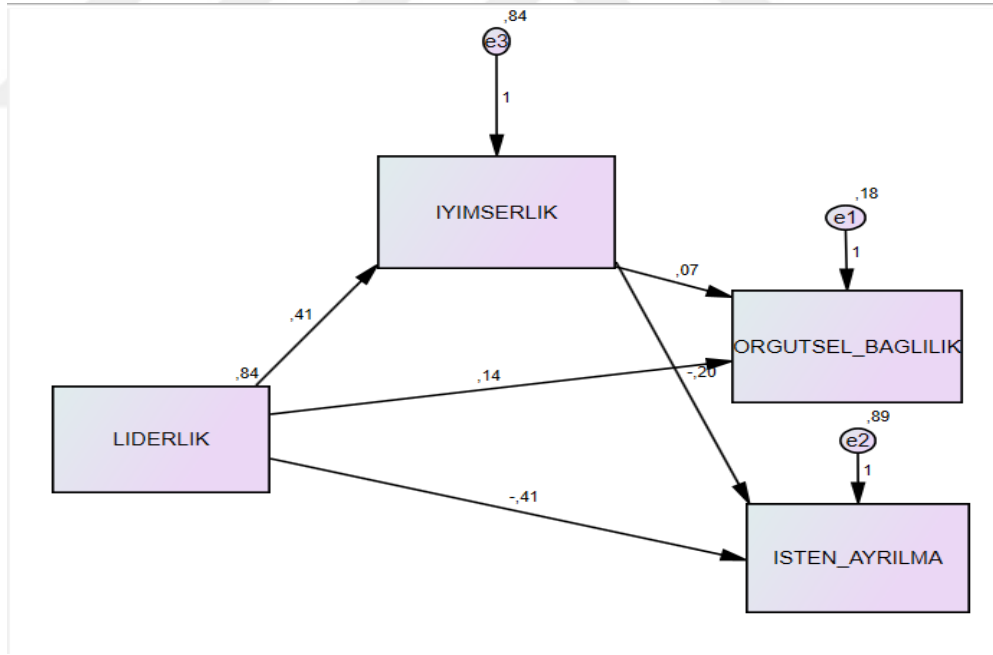 ,84
e3
1
IYIMSERLIK
,18
e1
1
,07
ORGUTSEL_BAGLILIK
,41
,84
,14
-,20
LIDERLIK
,89
e2
1
-,41
ISTEN_AYRILMA